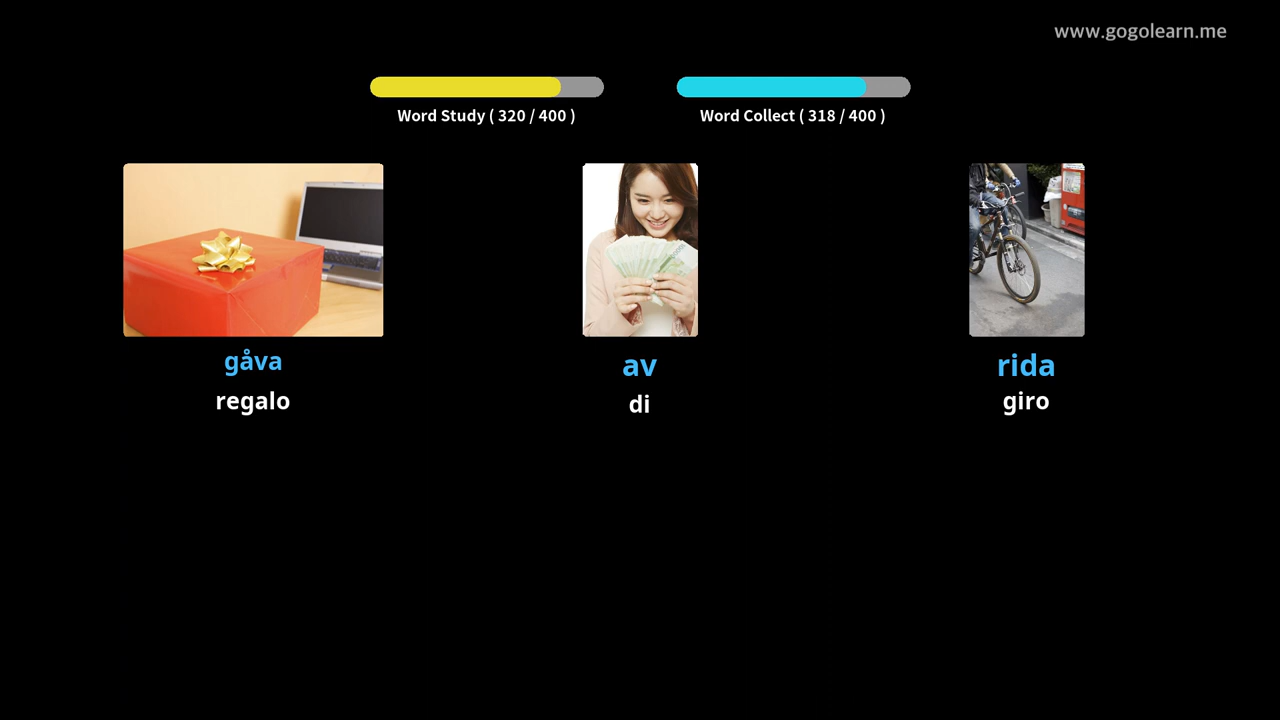 www.gogolearn.me
Word Study ( 320 / 400 )
Word Collect ( 318 / 400 )
gåva
av
rida
regalo
di
giro